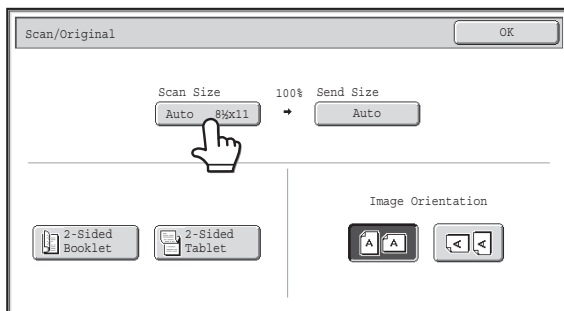 Scan/Original
OK
Scan Size
100%
Send Size
Auto 8½x11
Auto
2-Sided
Booklet
2-Sided
Tablet
Image Orientation
A A
A A